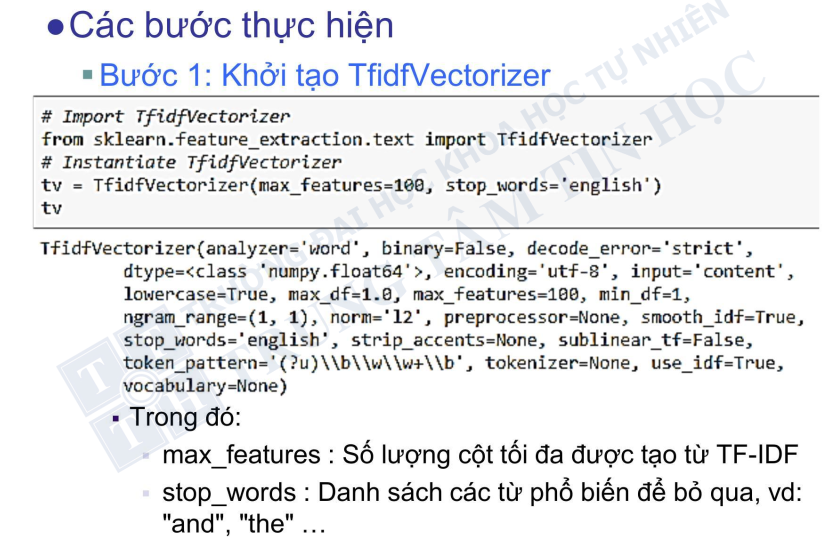 ●Các bước thực hiện
▪Bước 1: Khởi tạo TfidfVectorizer
# Import TfidfVectorizer
from sklearn.feature_extraction.text import TfidfVectorizer
# Instantiate TfidfVectorizer
tv = TfidfVectorizer(max_features=100, stop_words='english')
tv
TfidfVectorizer(analyzer='word', binary=False, decode_error='strict',
dtype=<class 'numpy.float64'>, encoding='utf-8', input='content',
lowercase=True, max_df=1.0, max_features=100, min_df=1,
ngram_range=(1, 1), norm='l2', preprocessor=None, smooth_idf=True,
stop_words='english', strip_accents=None, sublinear_tf=False,
token_pattern='(?u)\\b\\w\\w+\\b', tokenizer=None, use_idf=True,
vocabulary=None)
▪ Trong đó:
▪ max_features : Số lượng cột tối đa được tạo từ TF-IDF
▪ stop_words : Danh sách các từ phổ biến để bỏ qua, vd:
"and", "the" …
TRƯỜNG ĐẠI HỌC KHOA HỌC TỰ NHIÊN
TRUNG TÂM TIN HỌC